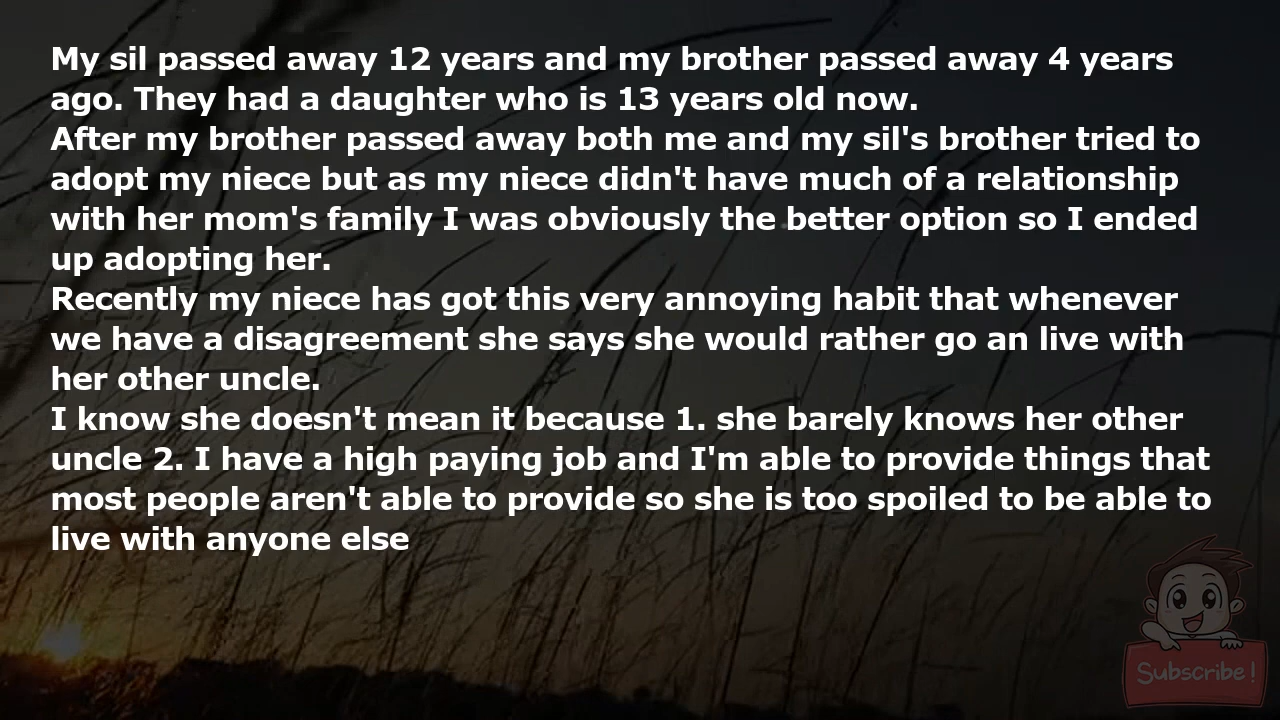 My sil passed away 12 years and my brother passed away 4 years
ago. They had a daughter who is 13 years old now.
After my brother passed away both me and my sil's brother tried to
adopt my niece but as my niece didn't have much of a relationship
with her mom's family I was obviously the better option so I ended
up adopting her.
Recently my niece has got this very annoying habit that whenever
we have a disagreement she says she would rather go an live with
her other uncle.
I know she doesn't mean it because 1. she barely knows her other
uncle 2. I have a high paying job and I'm able to provide things that
most people aren't able to provide so she is too spoiled to be able to
live with anyone else
Subscribe!